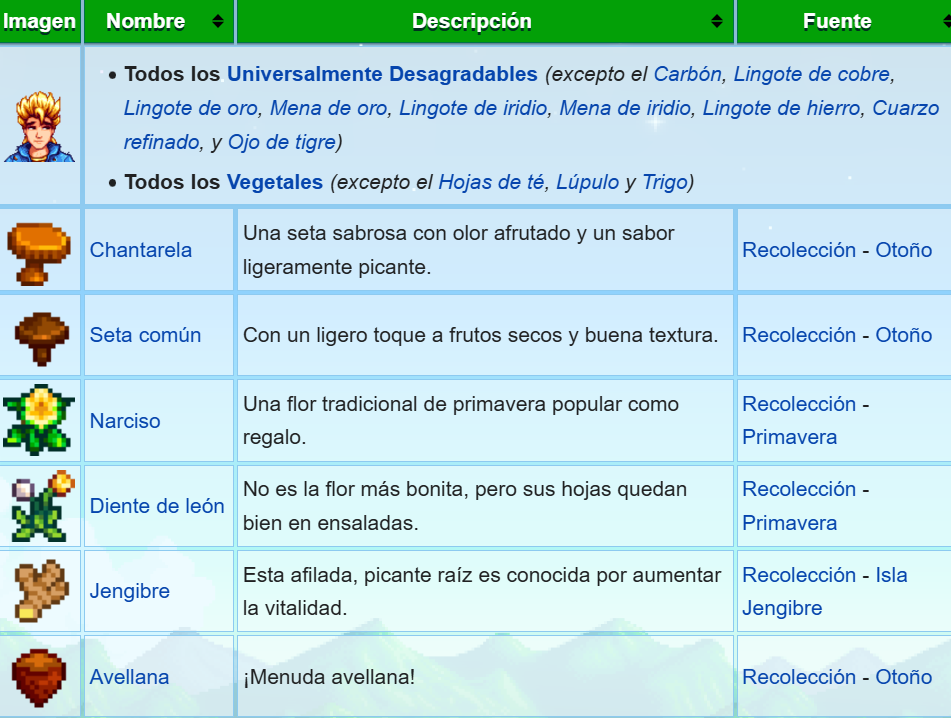 Imagen Nombre Descripción Fuente
• Todos los Universalmente Desagradables (excepto el Carbón, Lingote de cobre,
Lingote de oro, Mena de oro, Lingote de iridio, Mena de iridio, Lingote de hierro, Cuarzo
refinado, y Ojo de tigre)
• Todos los Vegetales (excepto el Hojas de té, Lúpulo y Trigo)
Chantarela
Una seta sabrosa con olor afrutado y un sabor
ligeramente picante.
Recolección - Otoño
Seta común
Con un ligero toque a frutos secos y buena textura.
Recolección - Otoño
Narciso
Una flor tradicional de primavera popular como
regalo.
Recolección -
Primavera
Diente de león
No es la flor más bonita, pero sus hojas quedan
bien en ensaladas.
Recolección -
Primavera
Jengibre
Esta afilada, picante raíz es conocida por aumentar
la vitalidad.
Recolección - Isla
Jengibre
Avellana
¡Menuda avellana!
Recolección - Otoño